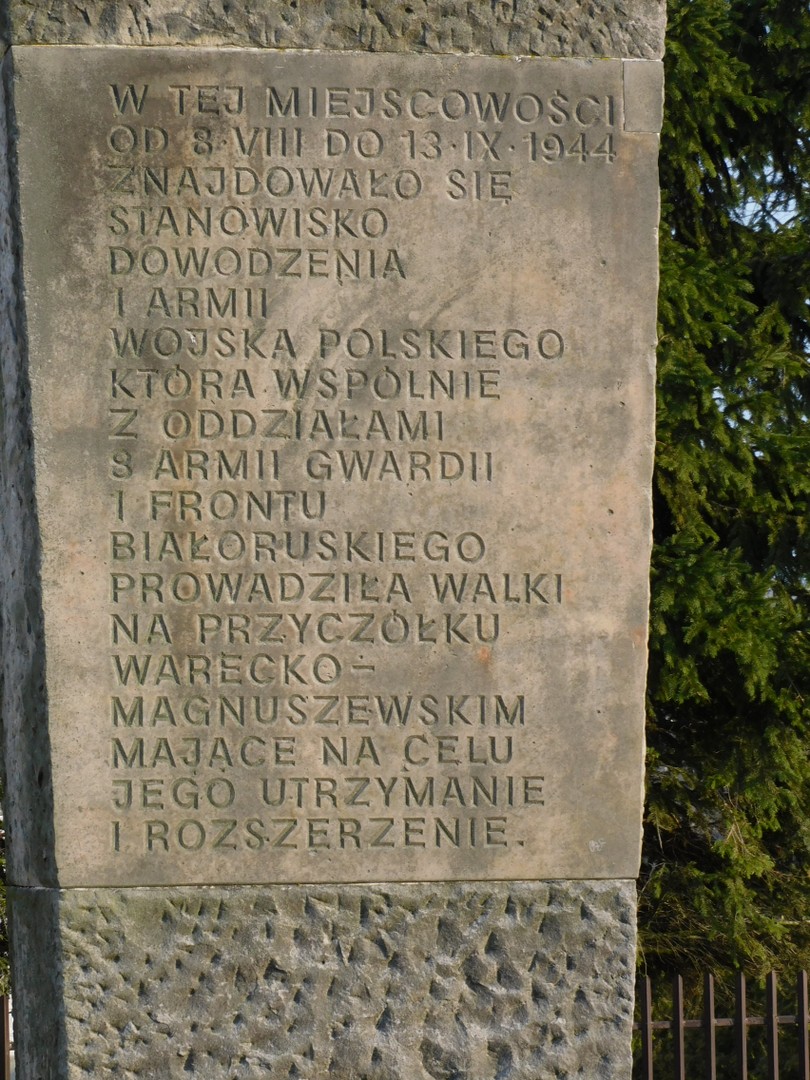 W TEJ MIEJSCOWOŚCI
OD 8·VIII DO 13·IX·1944
ZNAJDOWAŁO SIĘ
STANOWISKO
DOWODZENIA
I ARMII
WOJSKA POLSKIEGO
KTÓRA WSPÓLNIE
Z ODDZIAŁAMI
8 ARMII GWARDII
I FRONTU
BIAŁORUSKIEGO
PROWADZIŁA WALKI
NA PRZYCZÓŁKU
WARECKO-
MAGNUSZEWSKIM
MAJĄCE NA CELU
JEGO UTRZYMANIE
I ROZSZERZENIE.